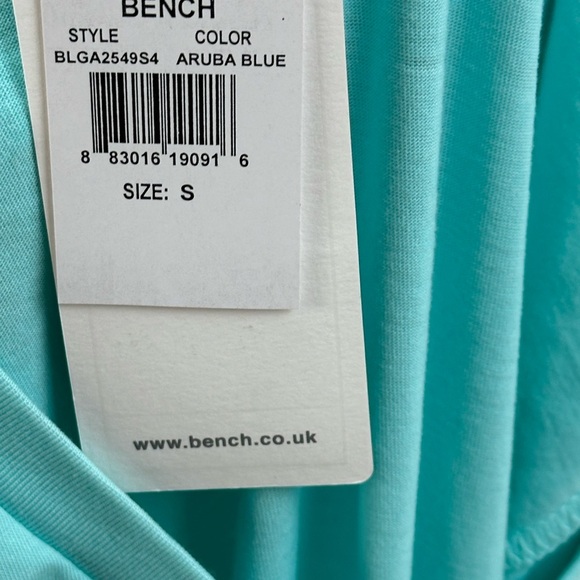 BENCH
STYLE COLOR
BLGA2549S4 ARUBA BLUE
8 83016 19091 6
SIZE: S
www.bench.co.uk